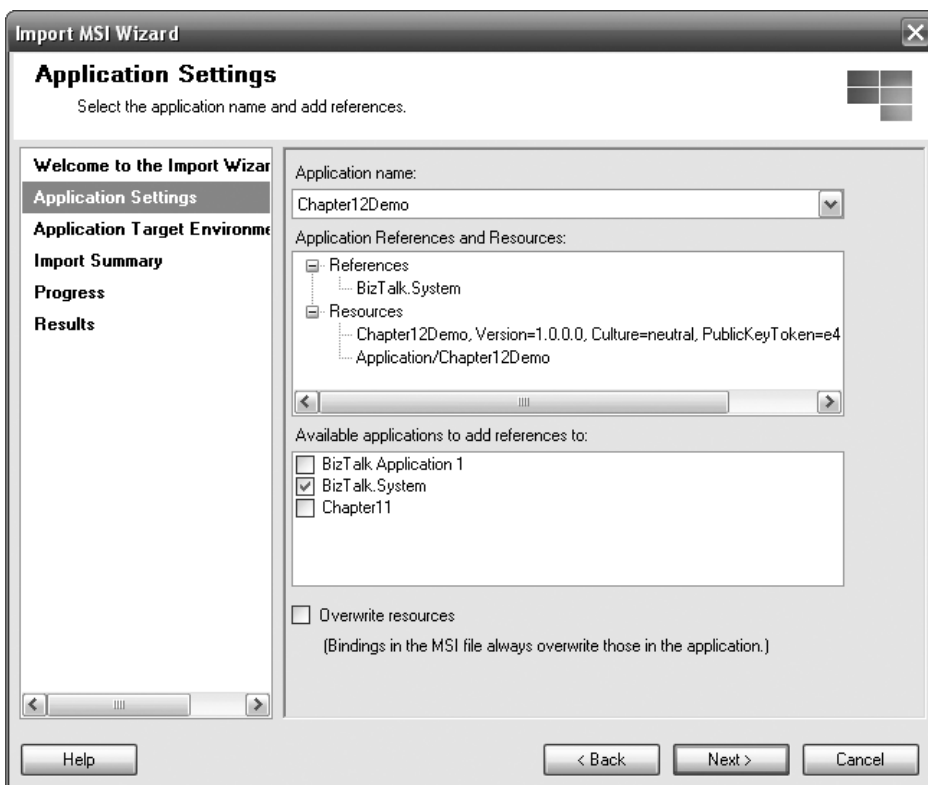 Import MSI Wizard
Application Settings
Select the application name and add references.
Welcome to the Import Wizar
Application Settings
Application Target Environme
Import Summary
Progress
Results
Application name:
Chapter12Demo
Application References and Resources:
References
BizTalk.System
Resources
Chapter12Demo, Version=1.0.0.0, Culture=neutral, PublicKeyToken=e4
Application/Chapter12Demo
Available applications to add references to:
BizTalk Application 1
BizTalk.System
Chapter11
Overwrite resources
(Bindings in the MSI file always overwrite those in the application.)
Help
< Back
Next >
Cancel